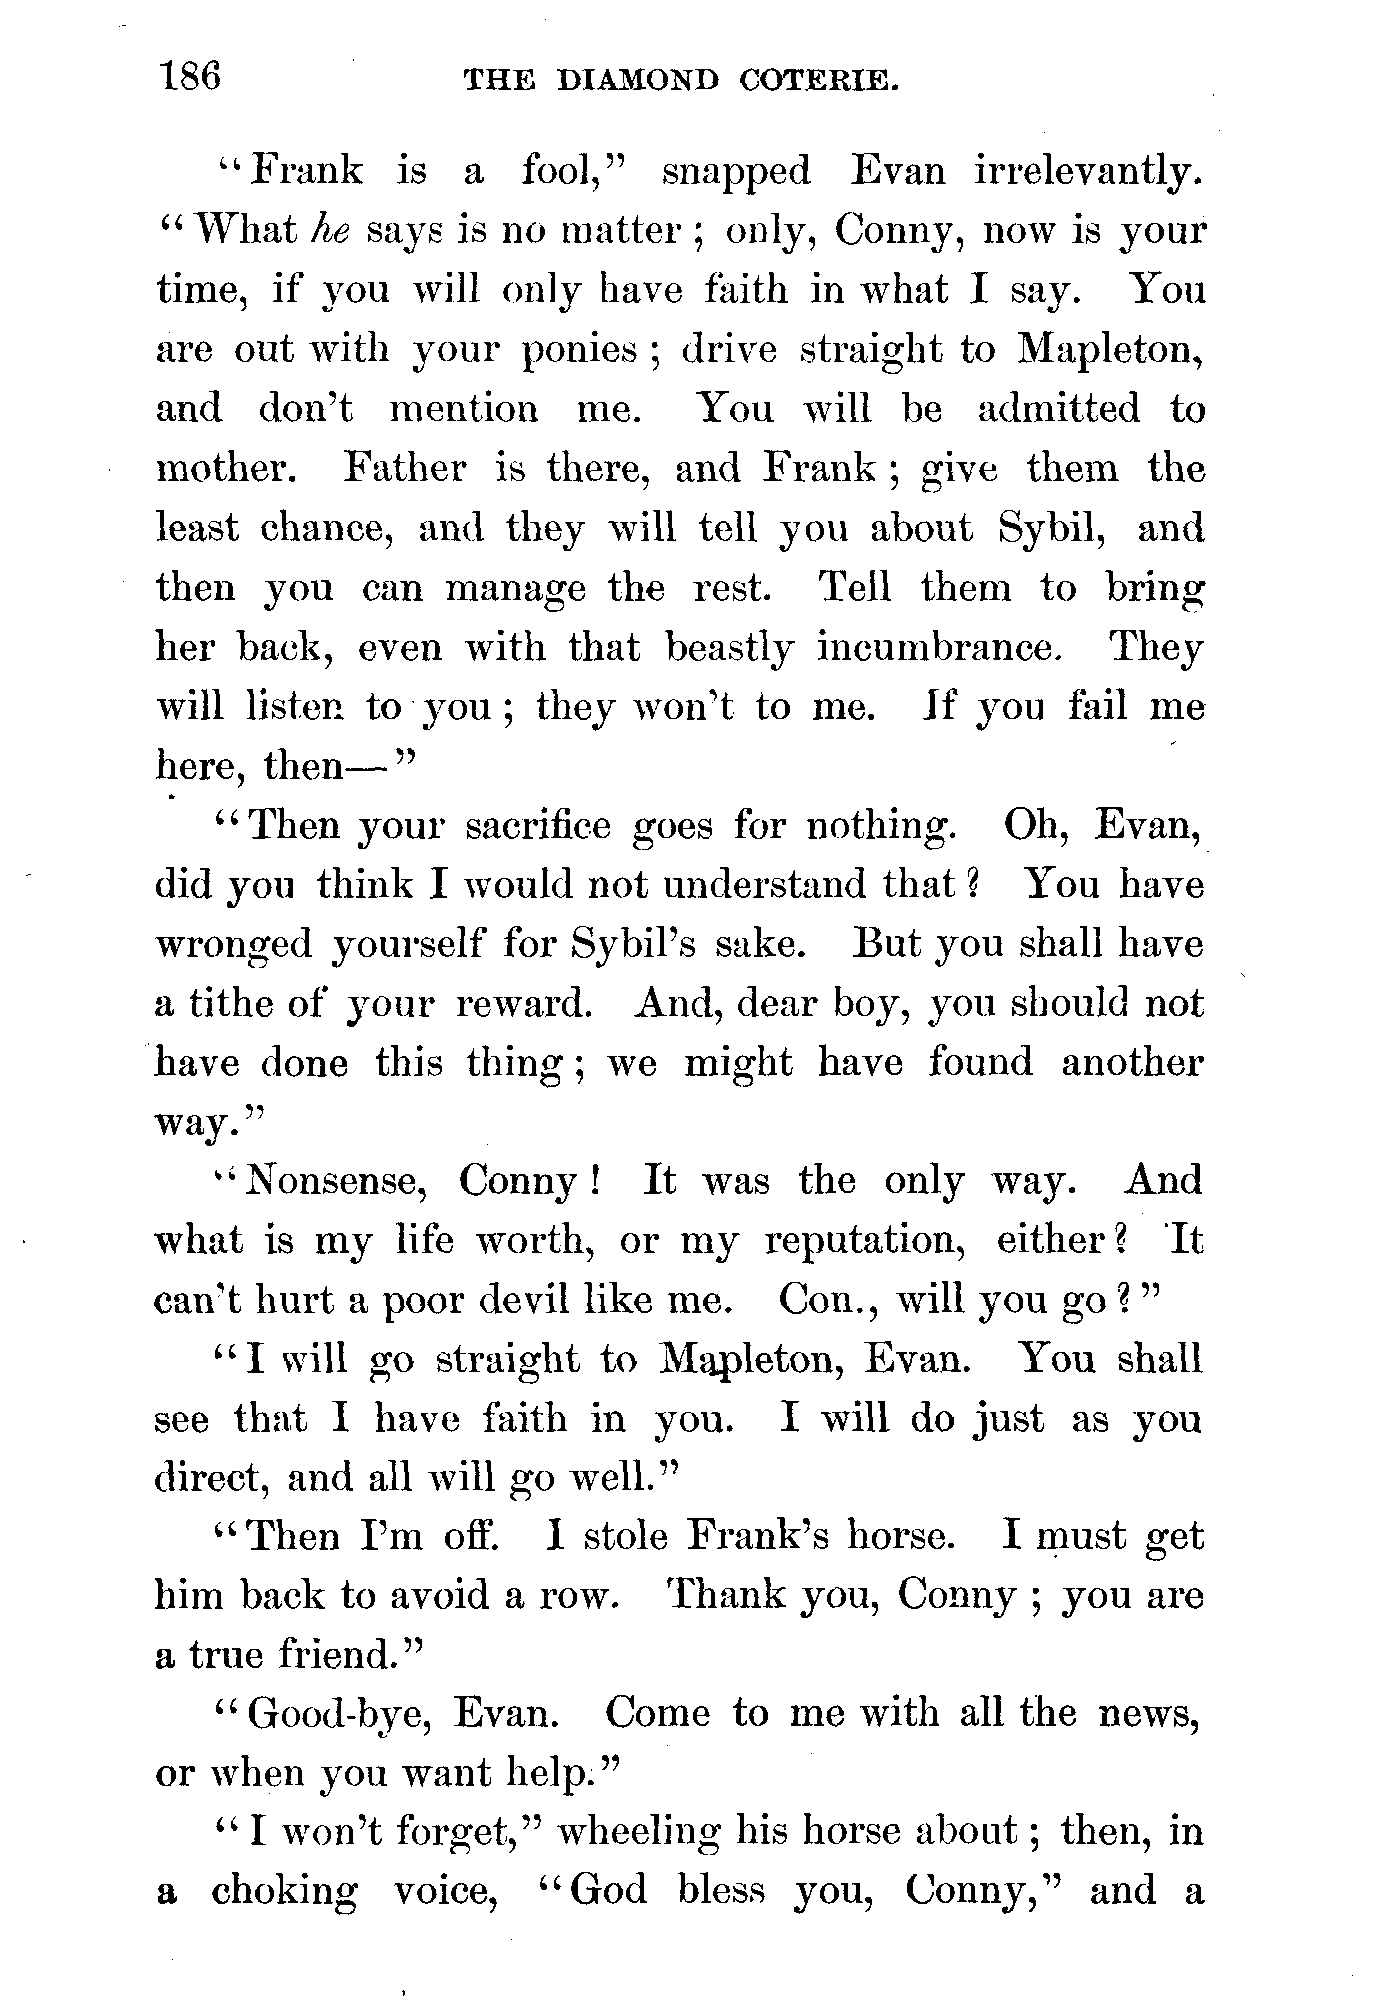 186 THE DIAMOND COTERIE.
“Frank is a fool,” snapped Evan irrelevantly.
“What he says is no matter ; only, Conny, now is your
time, if you will only have faith in what I say. You
are out with your ponies ; drive straight to Mapleton,
and don’t mention me. You will be admitted to
mother. Father is there, and Frank ; give them the
least chance, and they will tell you about Sybil, and
then you can manage the rest. Tell them to bring
her back, even with that beastly incumbrance. They
will listen to you ; they won’t to me. If you fail me
here, then—”
“Then your sacrifice goes for nothing. Oh, Evan,
did you think I would not understand that ? You have
wronged yourself for Sybil’s sake. But you shall have
a tithe of your reward. And, dear boy, you should not
have done this thing ; we might have found another
way.”
“Nonsense, Conny ! It was the only way. And
what is my life worth, or my reputation, either ? It
can’t hurt a poor devil like me. Con., will you go ?”
“I will go straight to Mapleton, Evan. You shall
see that I have faith in you. I will do just as you
direct, and all will go well.”
“Then I’m off. I stole Frank’s horse. I must get
him back to avoid a row. Thank you, Conny ; you are
a true friend.”
“Good-bye, Evan. Come to me with all the news,
or when you want help.”
“I won’t forget,” wheeling his horse about ; then, in
a choking voice, “God bless you, Conny,” and a